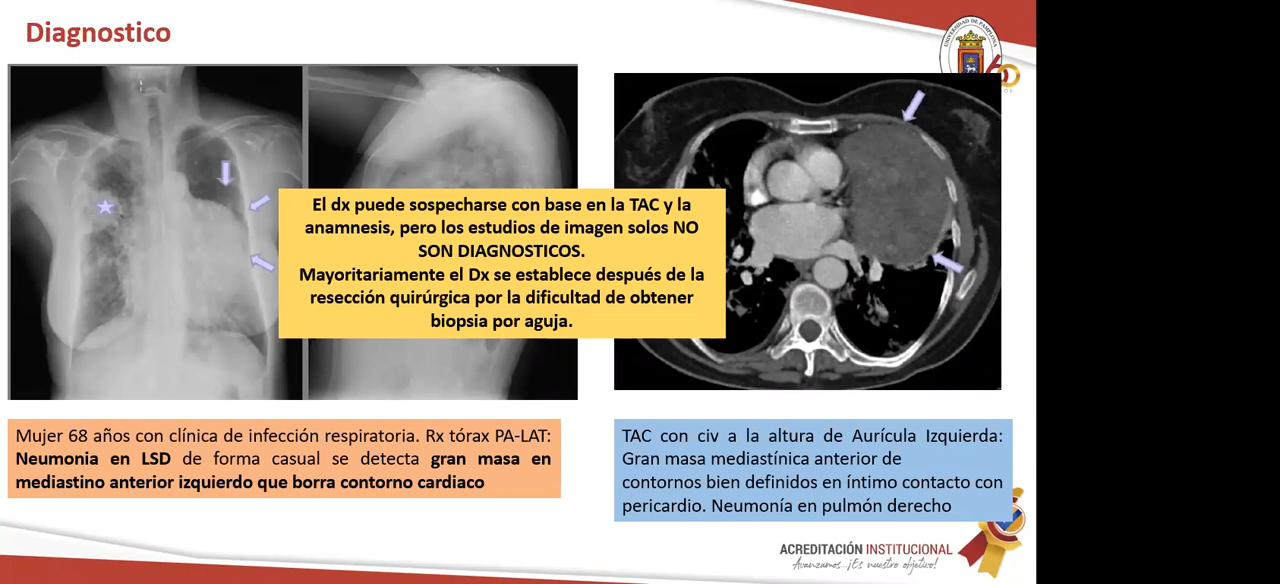 Diagnostico
UNIVERSIDAD DE PAMPLONA
El dx puede sospecharse con base en la TAC y la
anamnesis, pero los estudios de imagen solos NO
SON DIAGNOSTICOS.
Mayoritariamente el Dx se establece después de la
resección quirúrgica por la dificultad de obtener
biopsia por aguja.
Mujer 68 años con clínica de infección respiratoria. Rx tórax PA-LAT:
Neumonia en LSD de forma casual se detecta gran masa en
mediastino anterior izquierdo que borra contorno cardiaco
TAC con civ a la altura de Aurícula Izquierda:
Gran masa mediastínica anterior de
contornos bien definidos en íntimo contacto con
pericardio. Neumonía en pulmón derecho
ACREDITACIÓN INSTITUCIONAL
Avanzamos...¡Es nuestro objetivo!